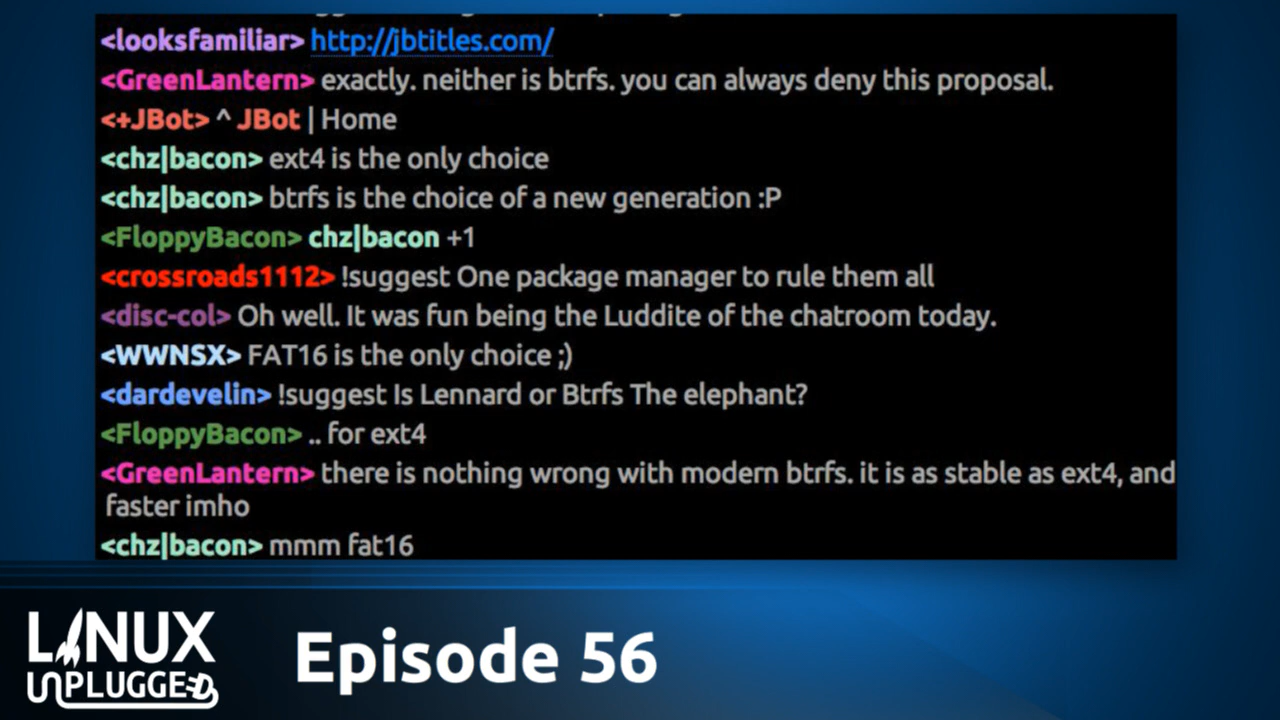 <looksfamiliar> http://jbtitles.com/
<GreenLantern> exactly. neither is btrfs. you can always deny this proposal.
<+JBot> ^ JBot | Home
<chz|bacon> ext4 is the only choice
<chz|bacon> btrfs is the choice of a new generation :P
<FloppyBacon> chz|bacon +1
<crossroads1112> !suggest One package manager to rule them all
<disc-col> Oh well. It was fun being the Luddite of the chatroom today.
<WWNSX> FAT16 is the only choice ;)
<dardevelin> !suggest Is Lennard or Btrfs The elephant?
<FloppyBacon> .. for ext4
<GreenLantern> there is nothing wrong with modern btrfs. it is as stable as ext4, and
faster imho
<chz|bacon> mmm fat16
LINUX
UNPLUGGED
Episode 56